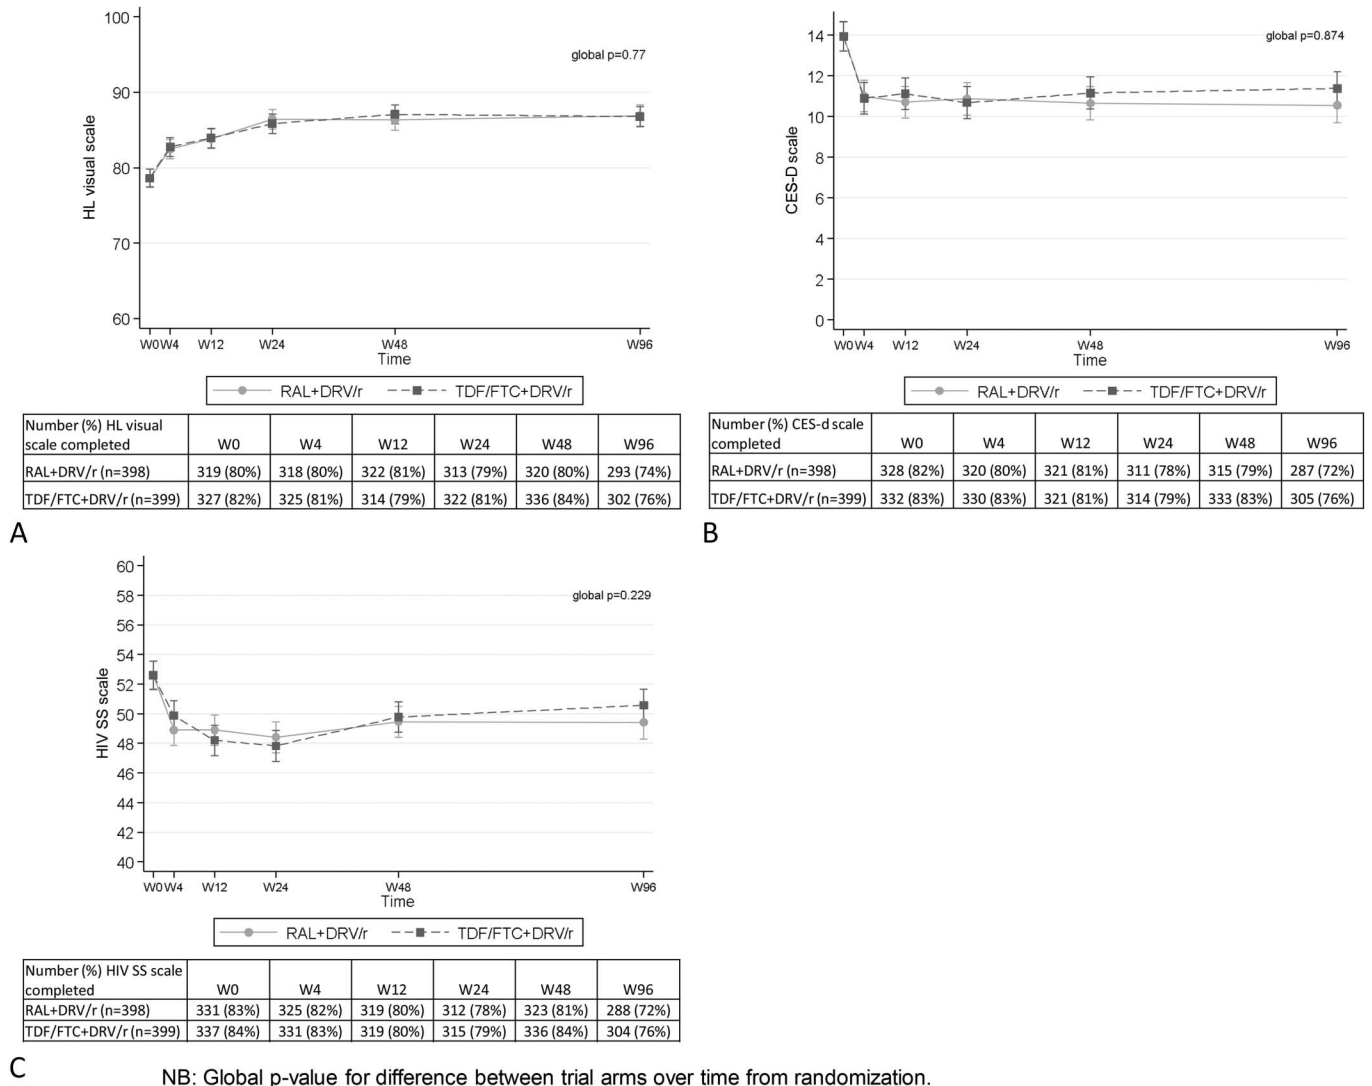 100
90
80
70
60
HL visual scale
global p=0.77
W0 W4 W12 W24 W48 W96
Time
RAL+DRV/r TDF/FTC+DRV/r
Number (%) HL visual scale completed W0 W4 W12 W24 W48 W96
RAL+DRV/r (n=398) 319 (80%) 318 (80%) 322 (81%) 313 (79%) 320 (80%) 293 (74%)
TDF/FTC+DRV/r (n=399) 327 (82%) 325 (81%) 314 (79%) 322 (81%) 336 (84%) 302 (76%)
A
14
12
10
8
6
4
2
0
CES-D scale
global p=0.874
W0 W4 W12 W24 W48 W96
Time
RAL+DRV/r TDF/FTC+DRV/r
Number (%) CES-d scale completed W0 W4 W12 W24 W48 W96
RAL+DRV/r (n=398) 328 (82%) 320 (80%) 321 (81%) 311 (78%) 315 (79%) 287 (72%)
TDF/FTC+DRV/r (n=399) 332 (83%) 330 (83%) 321 (81%) 314 (79%) 333 (83%) 305 (76%)
B
60
58
56
54
52
50
48
46
44
42
40
HIV SS scale
global p=0.229
W0 W4 W12 W24 W48 W96
Time
RAL+DRV/r TDF/FTC+DRV/r
Number (%) HIV SS scale completed W0 W4 W12 W24 W48 W96
RAL+DRV/r (n=398) 331 (83%) 325 (82%) 319 (80%) 312 (78%) 323 (81%) 288 (72%)
TDF/FTC+DRV/r (n=399) 337 (84%) 331 (83%) 319 (80%) 315 (79%) 336 (84%) 304 (76%)
C
NB: Global p-value for difference between trial arms over time from randomization.